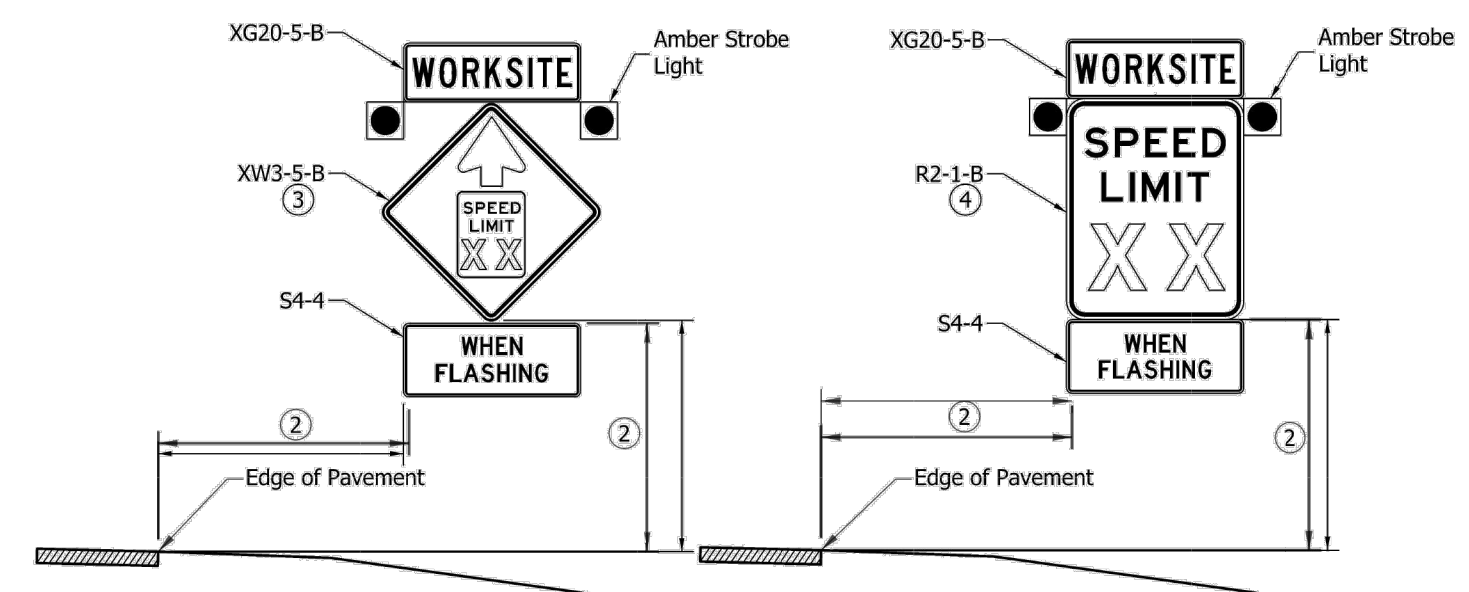 XG20-5-B
WORKSITE
Amber Strobe
Light
XW3-5-B
3
SPEED
LIMIT
X X
S4-4
WHEN
FLASHING
2
2
Edge of Pavement
XG20-5-B
WORKSITE
Amber Strobe
Light
R2-1-B
4
SPEED
LIMIT
X X
S4-4
WHEN
FLASHING
2
2
Edge of Pavement